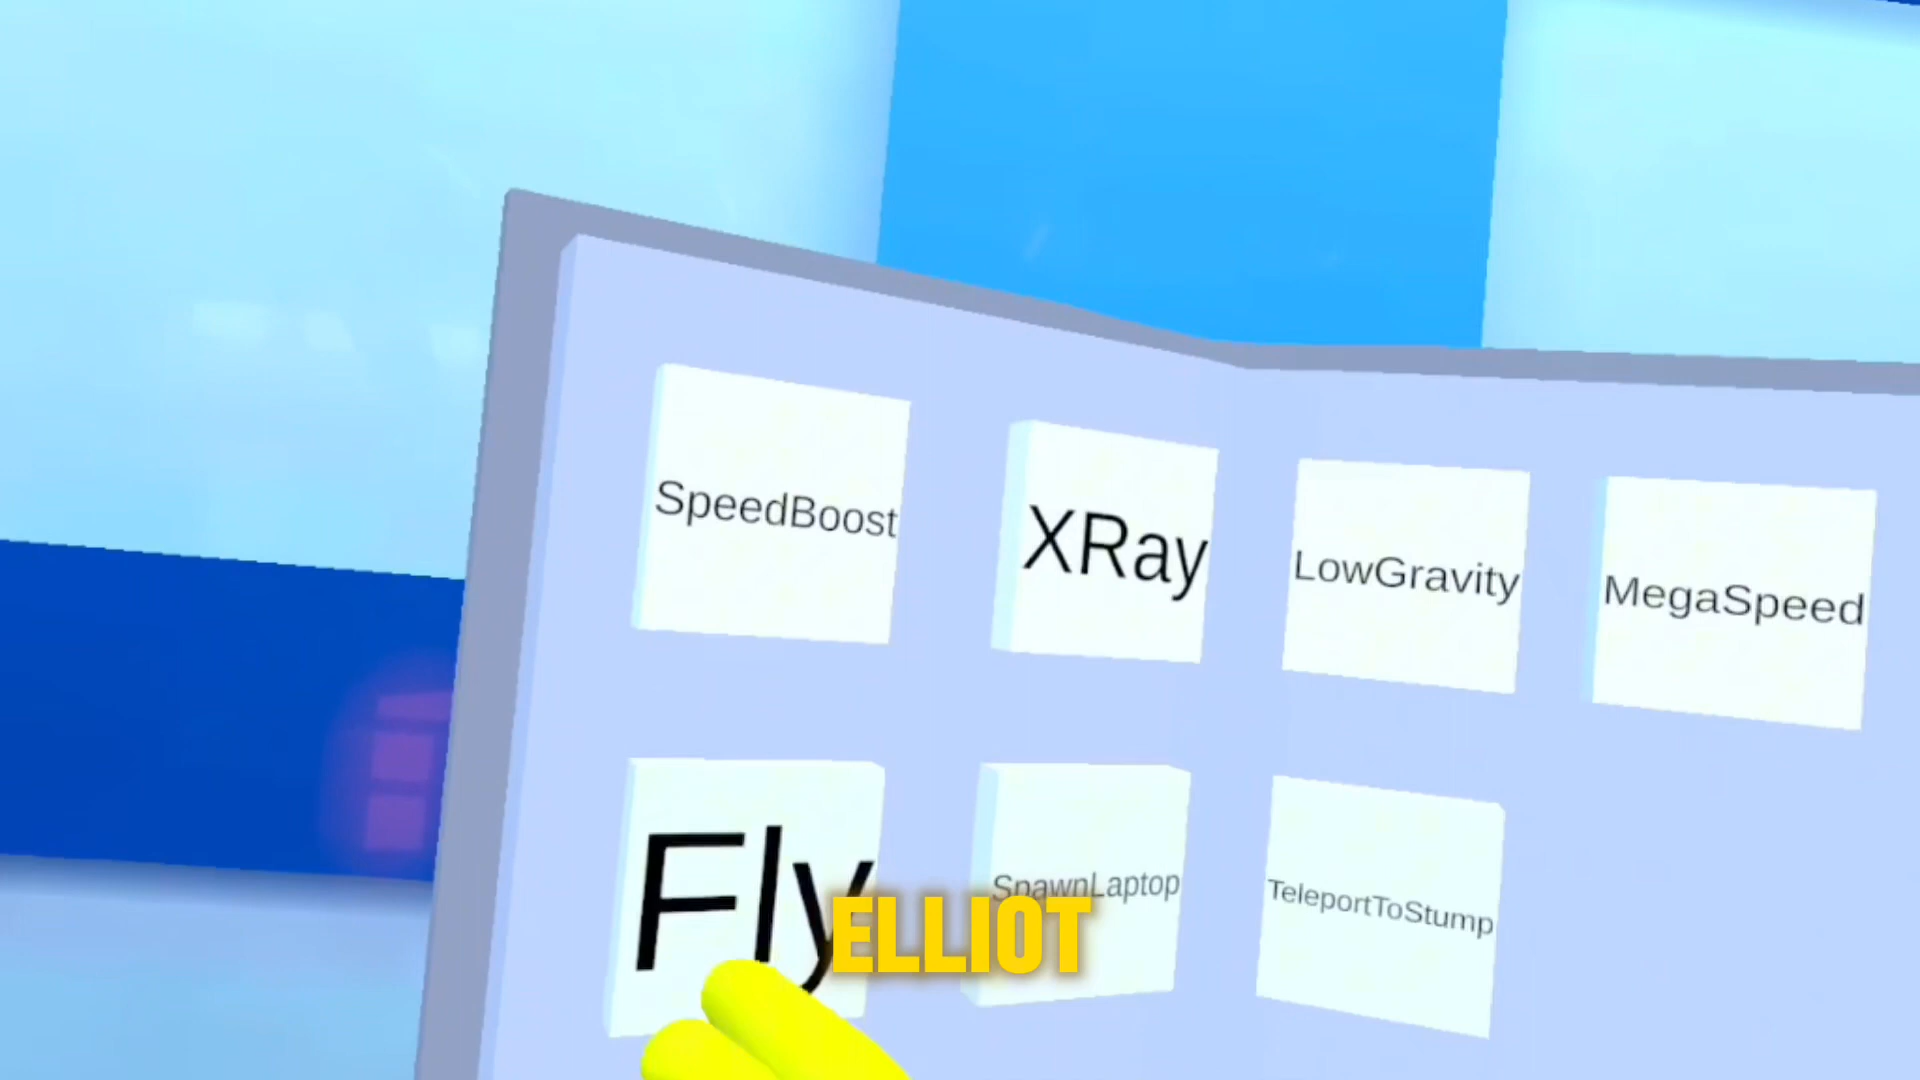 SpeedBoost
XRay
LowGravity
MegaSpeed
Fly
SpawnLaptop
TeleportToStump
ELLIOT